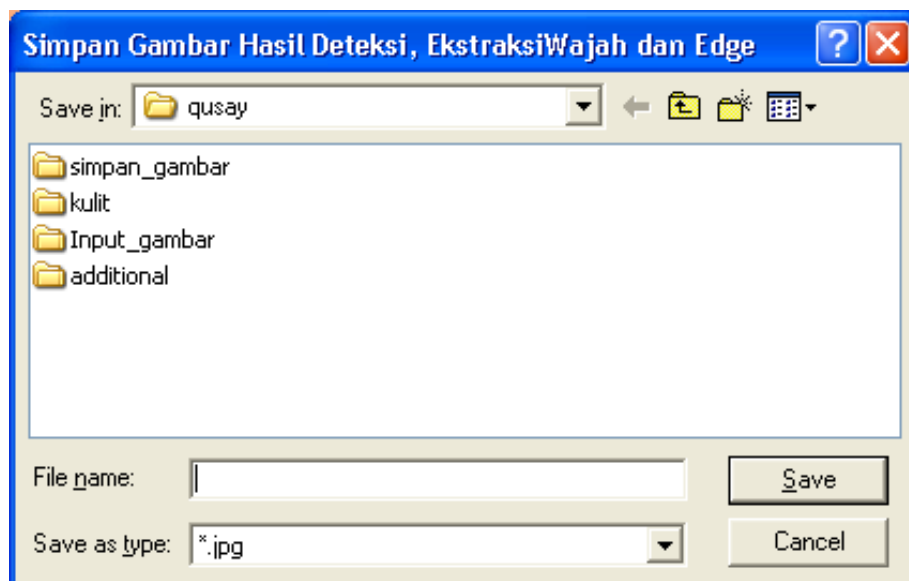 Simpan Gambar Hasil Deteksi, EkstraksiWajah dan Edge
Save in: qusay
simpan_gambar
kulit
Input_gambar
additional
File name:
Save
Save as type: *.jpg
Cancel